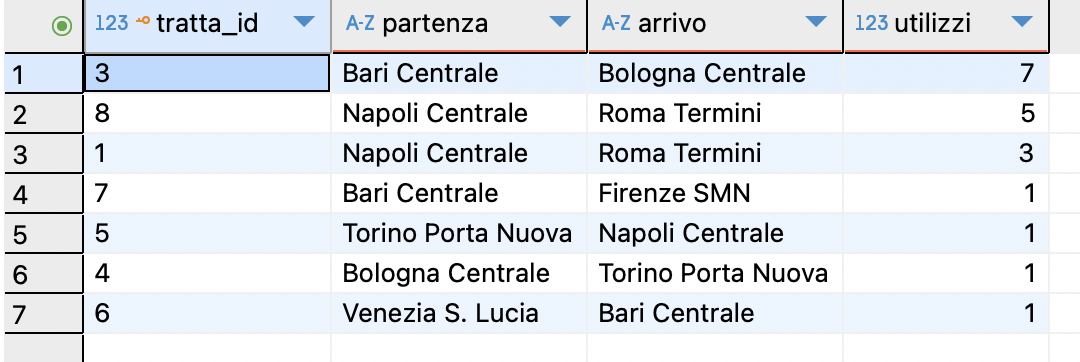 123 tratta_id A-Z partenza A-Z arrivo 123 utilizzi
1 3 Bari Centrale Bologna Centrale 7
2 8 Napoli Centrale Roma Termini 5
3 1 Napoli Centrale Roma Termini 3
4 7 Bari Centrale Firenze SMN 1
5 5 Torino Porta Nuova Napoli Centrale 1
6 4 Bologna Centrale Torino Porta Nuova 1
7 6 Venezia S. Lucia Bari Centrale 1